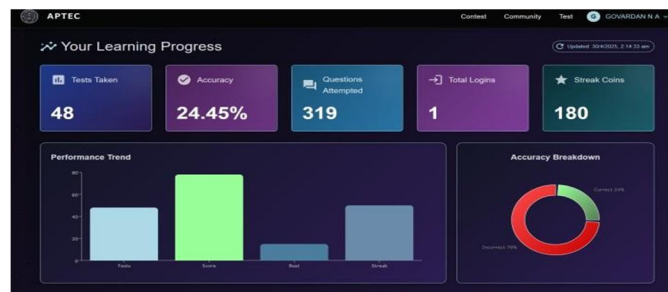 APTEC
Contest Community Test G GOVARDAN N A
Your Learning Progress
Updated: 30/4/2025, 2:14:33 am
Tests Taken
48
Accuracy
24.45%
Questions
Attempted
319
Total Logins
1
Streak Coins
180
Performance Trend
80
60
40
20
0
Tests Score Best Streak
Accuracy Breakdown
Correct 24%
Incorrect 76%